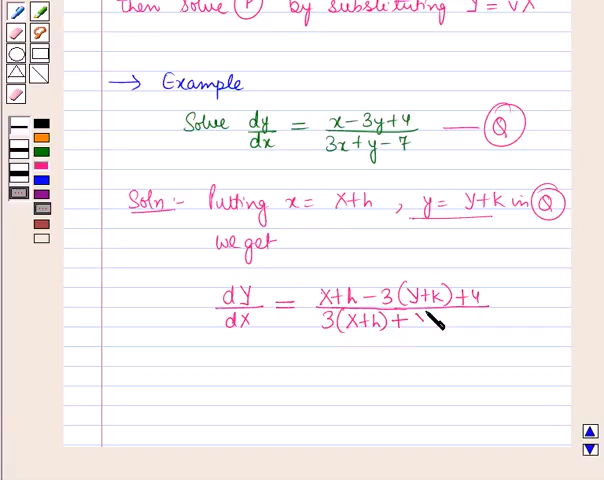 then solve (P) by substituting Y = VX
→ Example
Solve dy/dx = x-3y+4/3x+y-7 — Q
Soln:- Putting x = X+h, y = Y+k in Q
we get
dY/dX = X+h-3(Y+k)+4/3(X+h)+